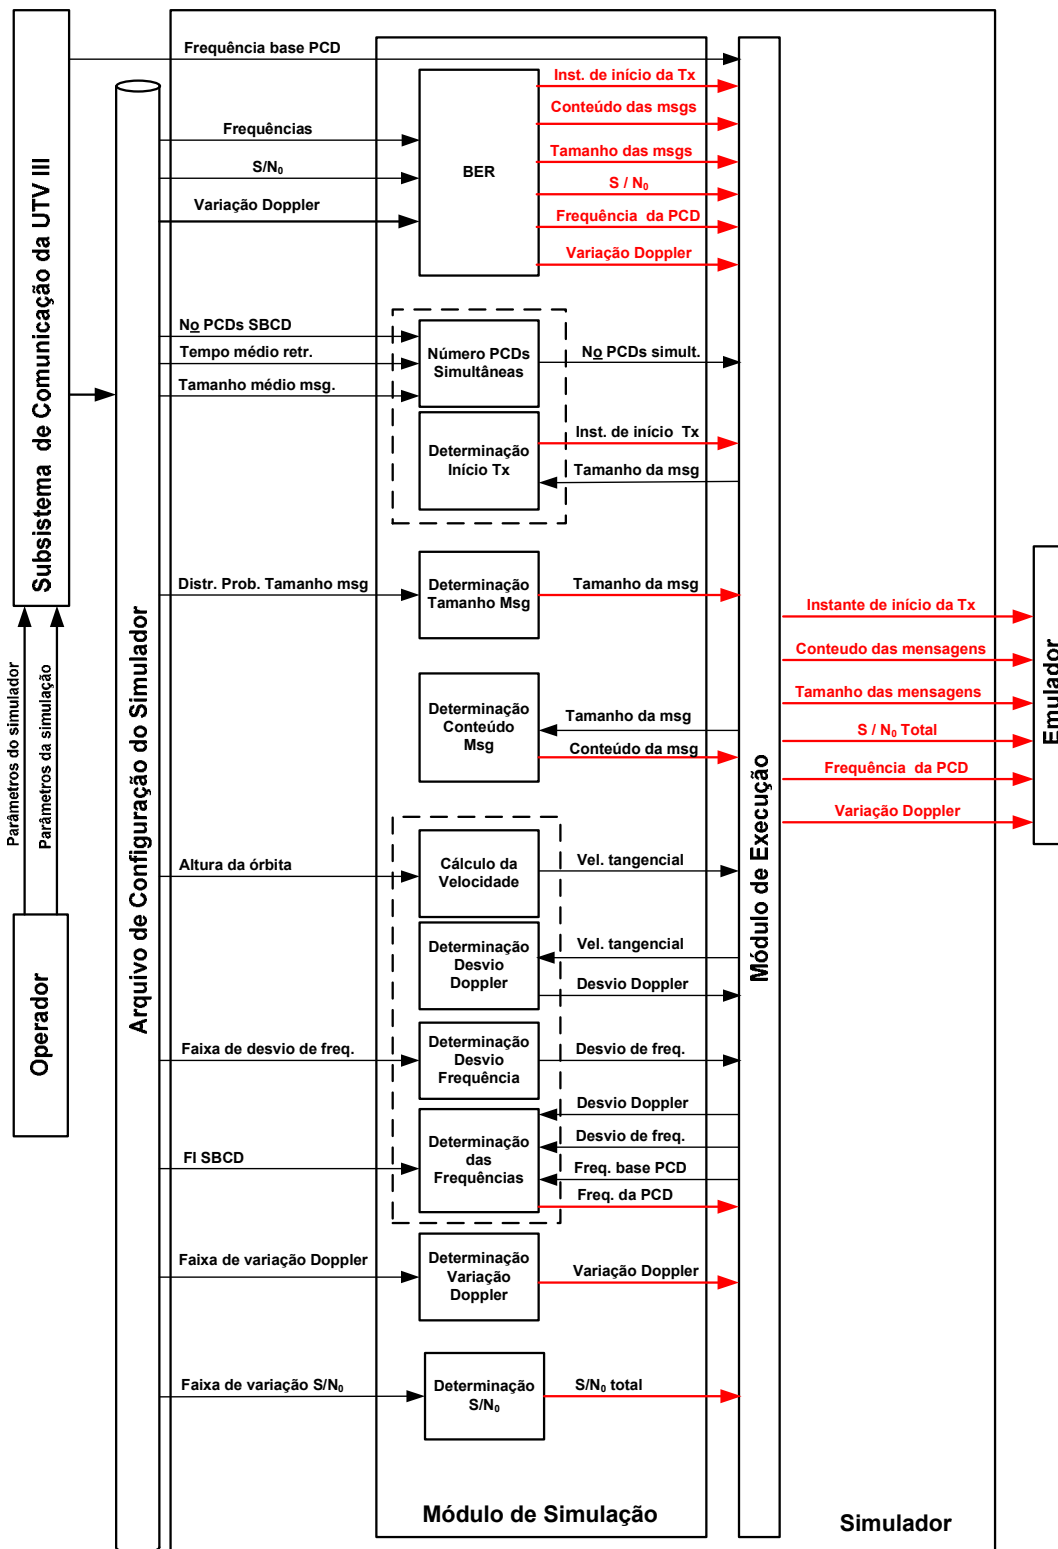 Subsistema de Comunicação da UTV III
Parâmetros do simulador
Parâmetros da simulação
Operador
Arquivo de Configuração do Simulador
Frequência base PCD
Frequências
S/N₀
Variação Doppler
BER
Inst. de início da Tx
Conteúdo das msgs
Tamanho das msgs
S / N₀
Frequência da PCD
Variação Doppler
No PCDs SBCD
Tempo médio retr.
Tamanho médio msg.
Número PCDs
Simultâneas
No PCDs simult.
Determinação
Início Tx
Inst. de início Tx
Tamanho da msg
Distr. Prob. Tamanho msg
Determinação
Tamanho Msg
Tamanho da msg
Determinação
Conteúdo
Msg
Tamanho da msg
Conteúdo da msg
Altura da órbita
Cálculo da
Velocidade
Vel. tangencial
Determinação
Desvio
Doppler
Vel. tangencial
Desvio Doppler
Faixa de desvio de freq.
Determinação
Desvio
Frequência
Desvio de freq.
FI SBCD
Determinação
das
Frequências
Desvio Doppler
Desvio de freq.
Freq. base PCD
Freq. da PCD
Faixa de variação Doppler
Determinação
Variação
Doppler
Variação Doppler
Faixa de variação S/N₀
Determinação
S/N₀
S/N₀ total
Módulo de Simulação
Módulo de Execução
Instante de início da Tx
Conteudo das mensagens
Tamanho das mensagens
S / N₀ Total
Frequência da PCD
Variação Doppler
Emulador
Simulador